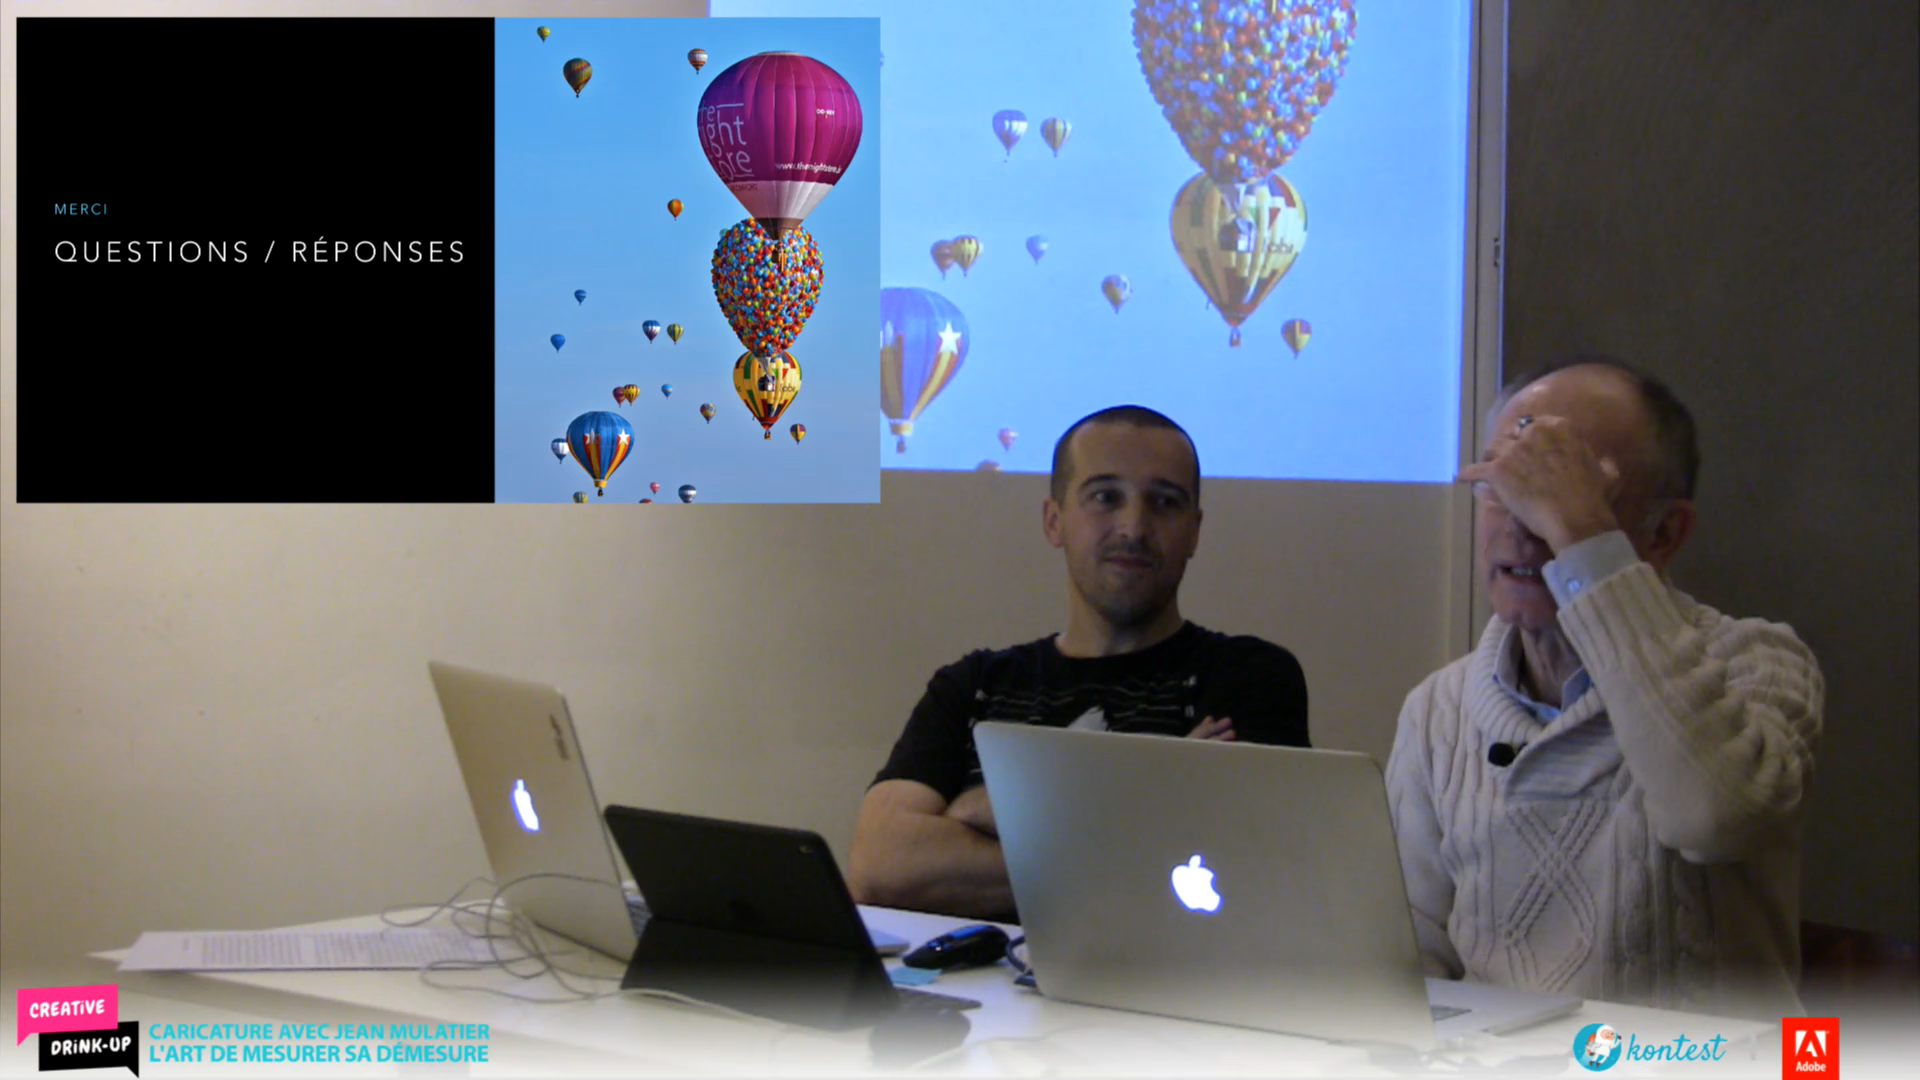 MERCI
QUESTIONS / RÉPONSES
CREATiVE
DRiNK-UP
CARICATURE AVEC JEAN MULATIER
L'ART DE MESURER SA DÉMESURE
kontest
Adobe